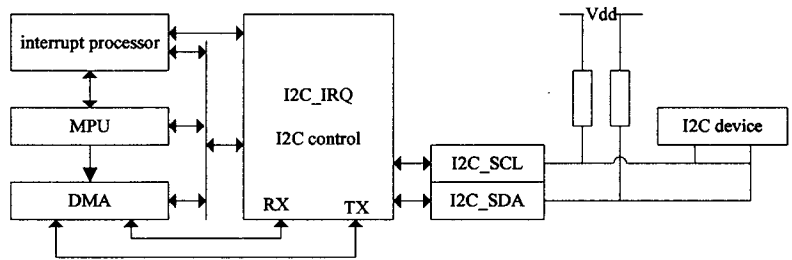 Vdd
interrupt processor
I2C_IRQ
MPU
I2C control
I2C device
I2C_SCL
DMA
RX
TX
I2C_SDA